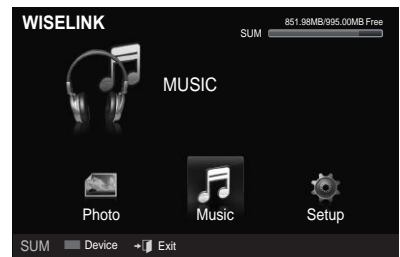 WISELINK
851.98MB/995.00MB Free
SUM
MUSIC
Photo Music Setup
SUM Device Exit